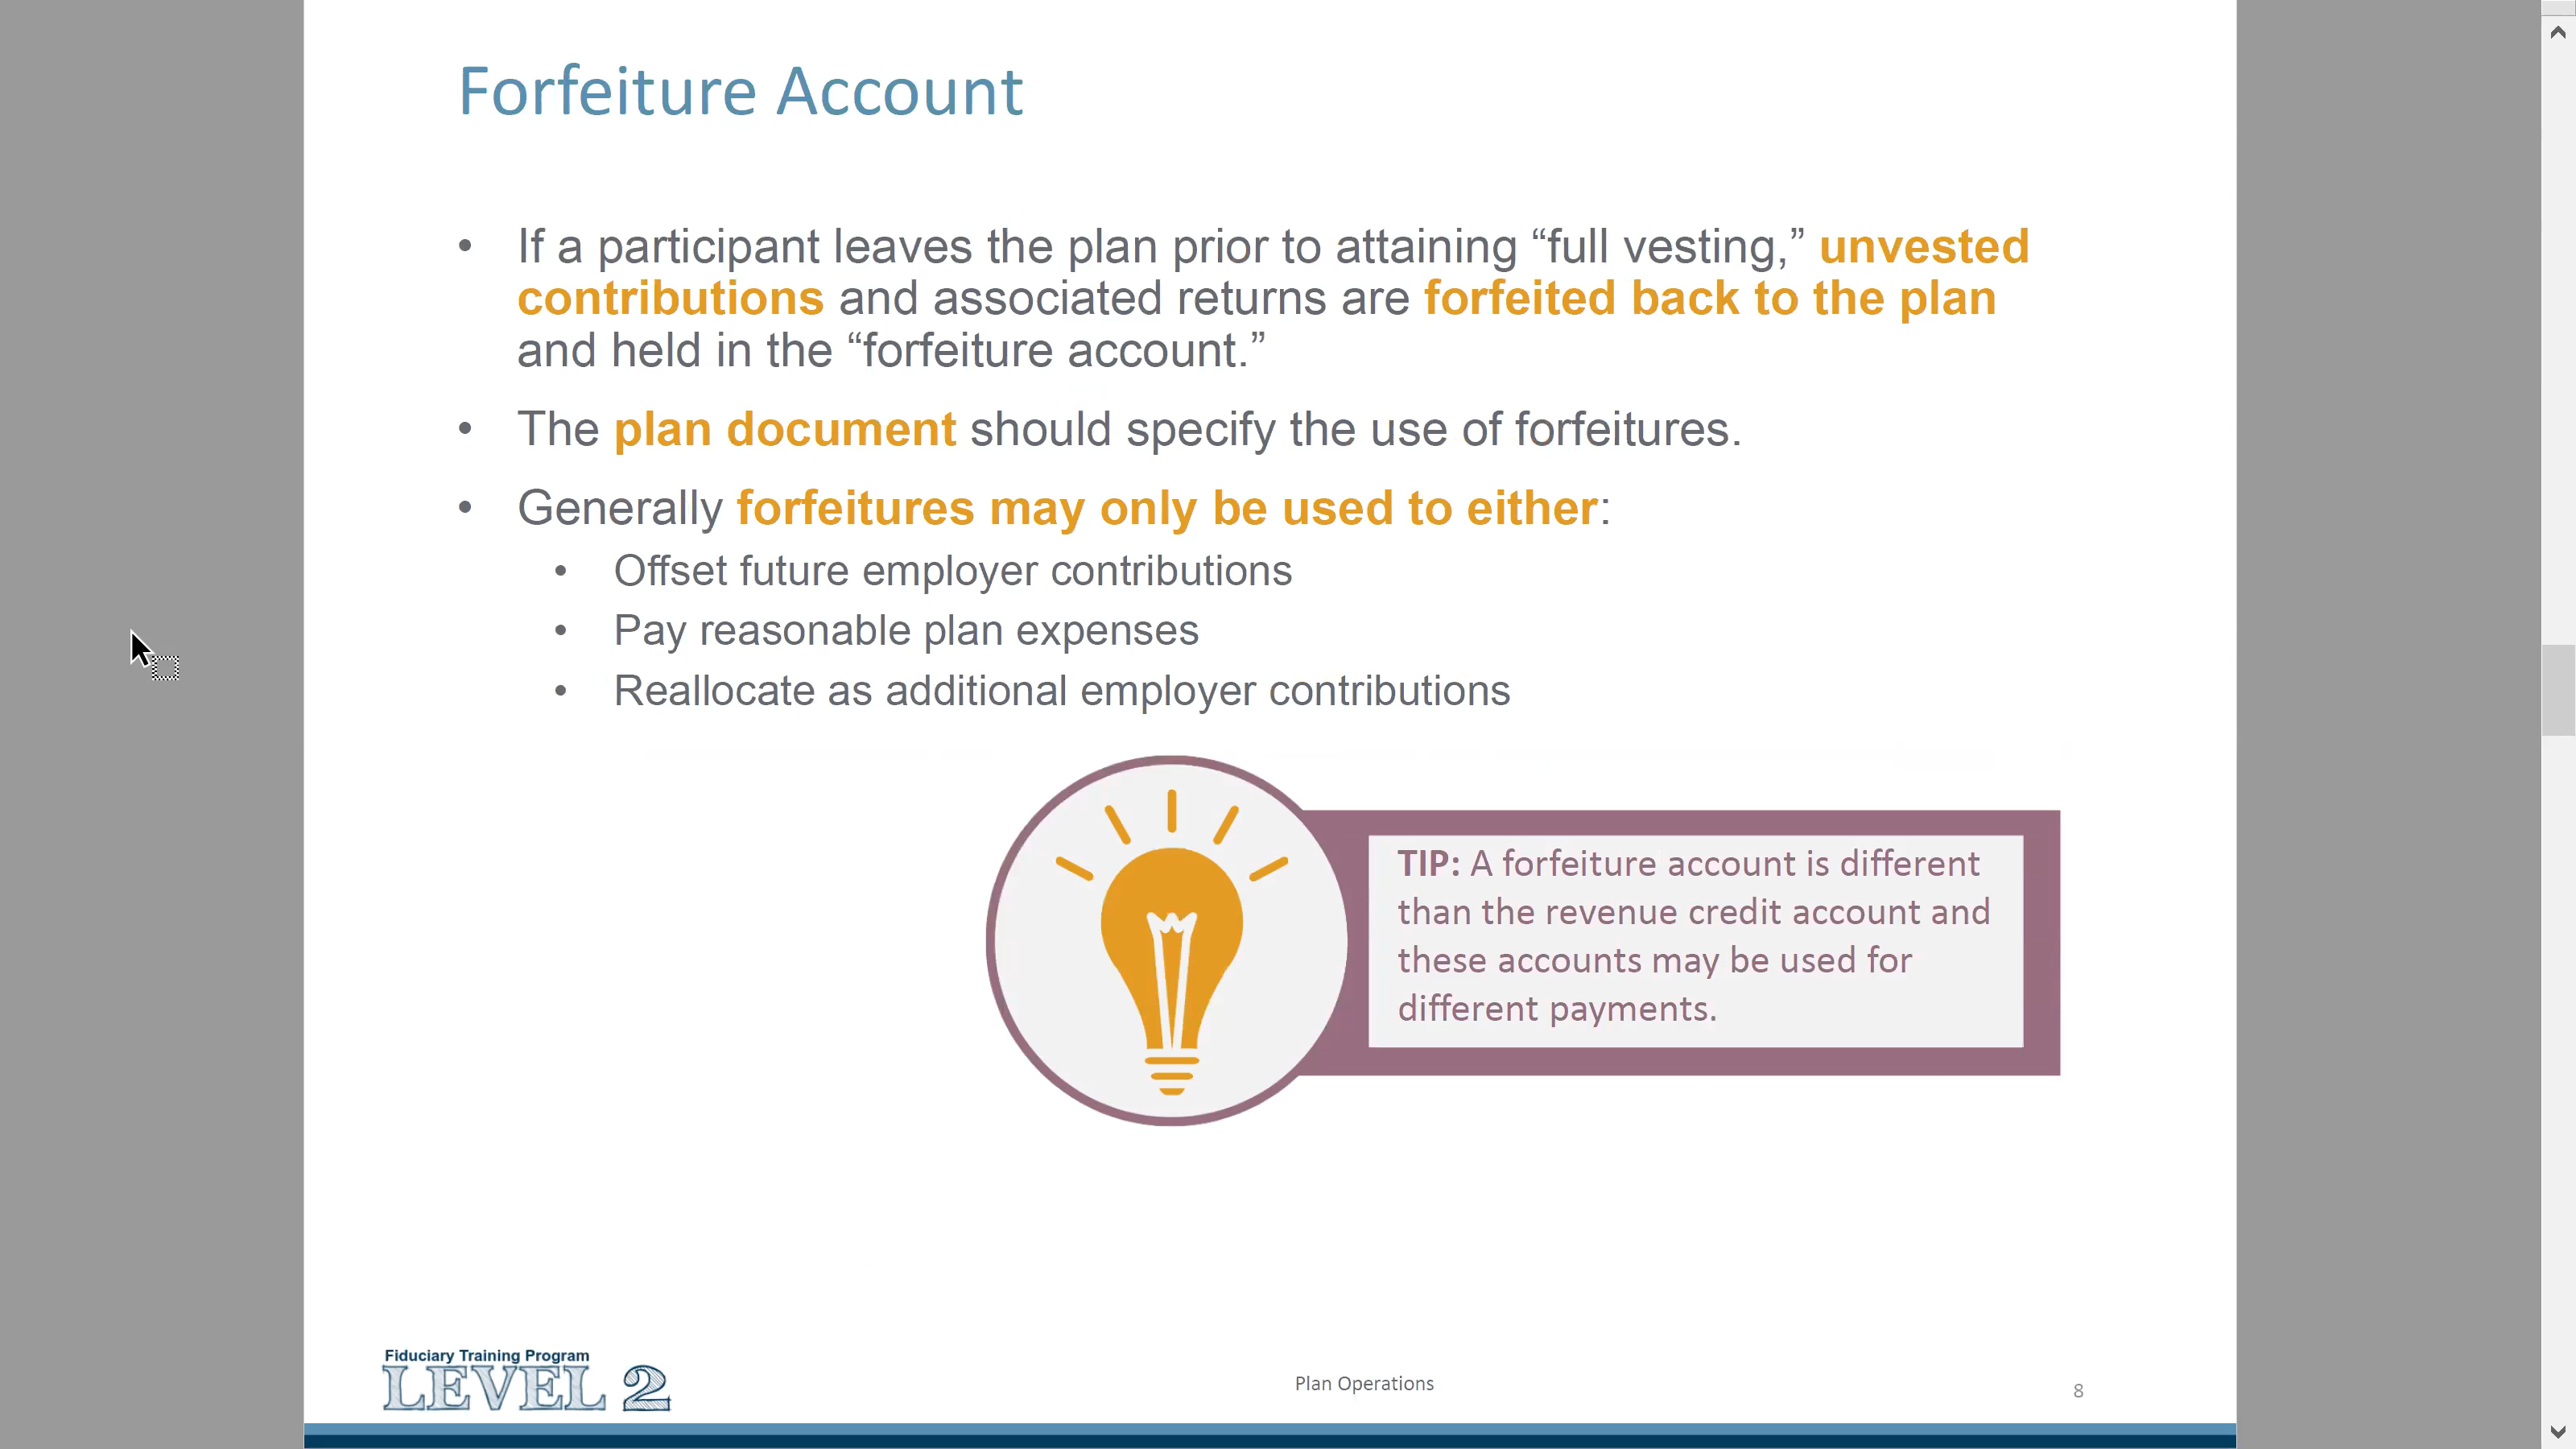 Forfeiture Account
• If a participant leaves the plan prior to attaining “full vesting,” unvested
contributions and associated returns are forfeited back to the plan
and held in the “forfeiture account.”
• The plan document should specify the use of forfeitures.
• Generally forfeitures may only be used to either:
• Offset future employer contributions
• Pay reasonable plan expenses
• Reallocate as additional employer contributions
TIP: A forfeiture account is different
than the revenue credit account and
these accounts may be used for
different payments.
Fiduciary Training Program
LEVEL 2
Plan Operations
8